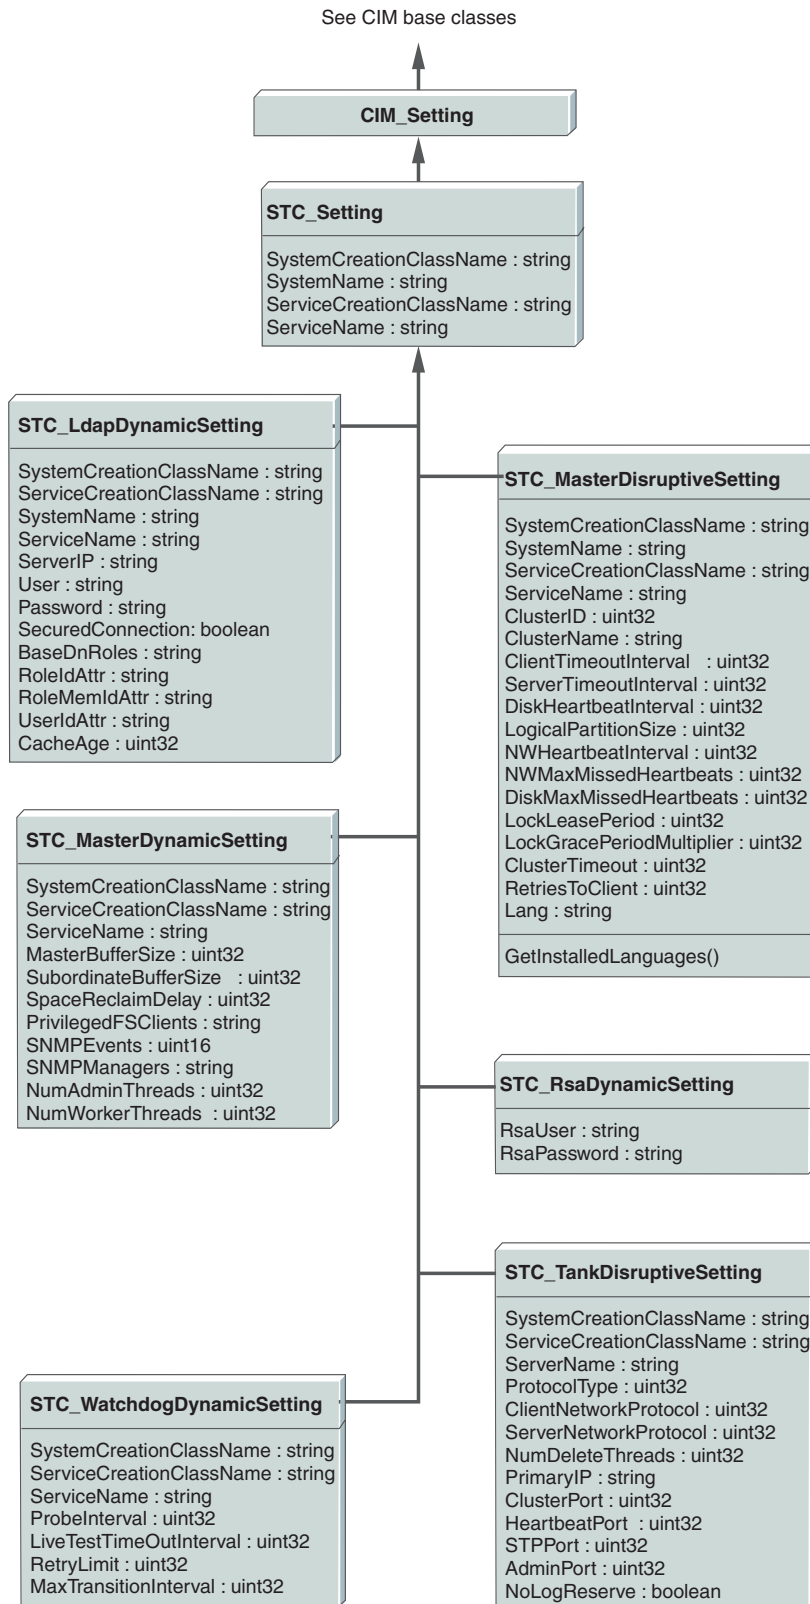 See CIM base classes
CIM_Setting
STC_Setting
SystemCreationClassName : string
SystemName : string
ServiceCreationClassName : string
ServiceName : string
STC_LdapDynamicSetting
SystemCreationClassName : string
ServiceCreationClassName : string
SystemName : string
ServiceName : string
ServerIP : string
User : string
Password : string
SecuredConnection: boolean
BaseDnRoles : string
RoleIdAttr : string
RoleMemIdAttr : string
UserIdAttr : string
CacheAge : uint32
STC_MasterDisruptiveSetting
SystemCreationClassName : string
SystemName : string
ServiceCreationClassName : string
ServiceName : string
ClusterID : uint32
ClusterName : string
ClientTimeoutInterval : uint32
ServerTimeoutInterval : uint32
DiskHeartbeatInterval : uint32
LogicalPartitionSize : uint32
NWHeartbeatInterval : uint32
NWMaxMissedHeartbeats : uint32
DiskMaxMissedHeartbeats : uint32
LockLeasePeriod : uint32
LockGracePeriodMultiplier : uint32
ClusterTimeout : uint32
RetriesToClient : uint32
Lang : string
GetInstalledLanguages()
STC_MasterDynamicSetting
SystemCreationClassName : string
ServiceCreationClassName : string
ServiceName : string
MasterBufferSize : uint32
SubordinateBufferSize : uint32
SpaceReclaimDelay : uint32
PrivilegedFSClients : string
SNMPEvents : uint16
SNMPManagers : string
NumAdminThreads : uint32
NumWorkerThreads : uint32
STC_RsaDynamicSetting
RsaUser : string
RsaPassword : string
STC_TankDisruptiveSetting
SystemCreationClassName : string
ServiceCreationClassName : string
ServerName : string
ProtocolType : uint32
ClientNetworkProtocol : uint32
ServerNetworkProtocol : uint32
NumDeleteThreads : uint32
PrimaryIP : string
ClusterPort : uint32
HeartbeatPort : uint32
STPPort : uint32
AdminPort : uint32
NoLogReserve : boolean
STC_WatchdogDynamicSetting
SystemCreationClassName : string
ServiceCreationClassName : string
ServiceName : string
ProbeInterval : uint32
LiveTestTimeOutInterval : uint32
RetryLimit : uint32
MaxTransitionInterval : uint32